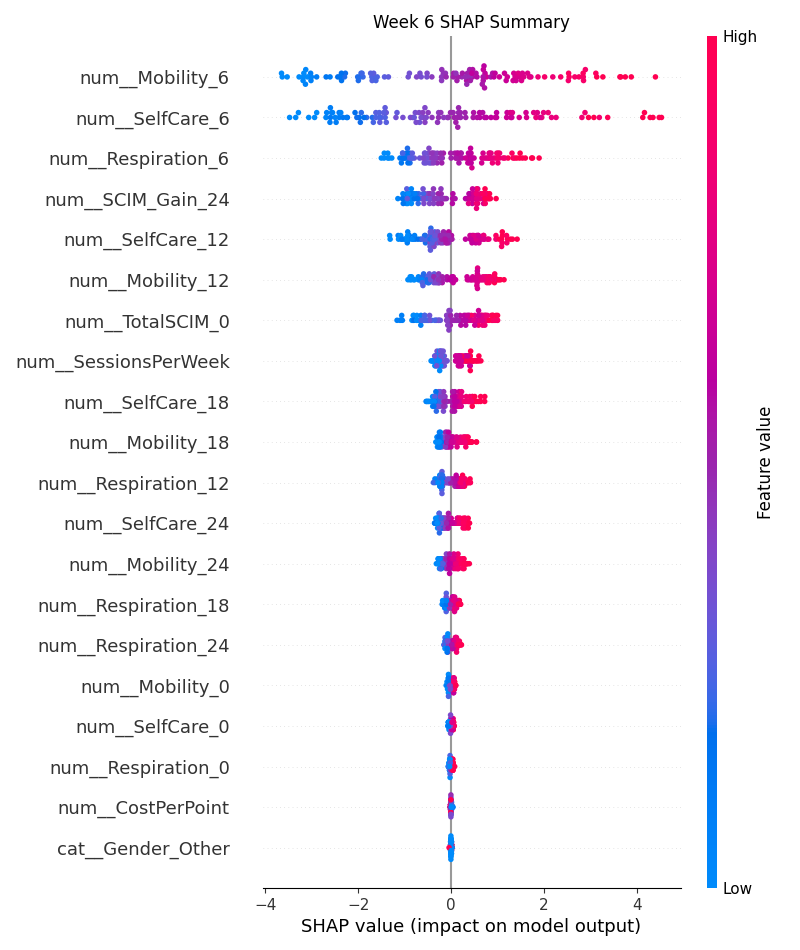 Week 6 SHAP Summary
High
num__Mobility_6
num__SelfCare_6
num__Respiration_6
num__SCIM_Gain_24
num__SelfCare_12
num__Mobility_12
num__TotalSCIM_0
num__SessionsPerWeek
num__SelfCare_18
num__Mobility_18
num__Respiration_12
num__SelfCare_24
num__Mobility_24
num__Respiration_18
num__Respiration_24
num__Mobility_0
num__SelfCare_0
num__Respiration_0
num__CostPerPoint
cat__Gender_Other
Feature value
Low
−4 −2 0 2 4
SHAP value (impact on model output)